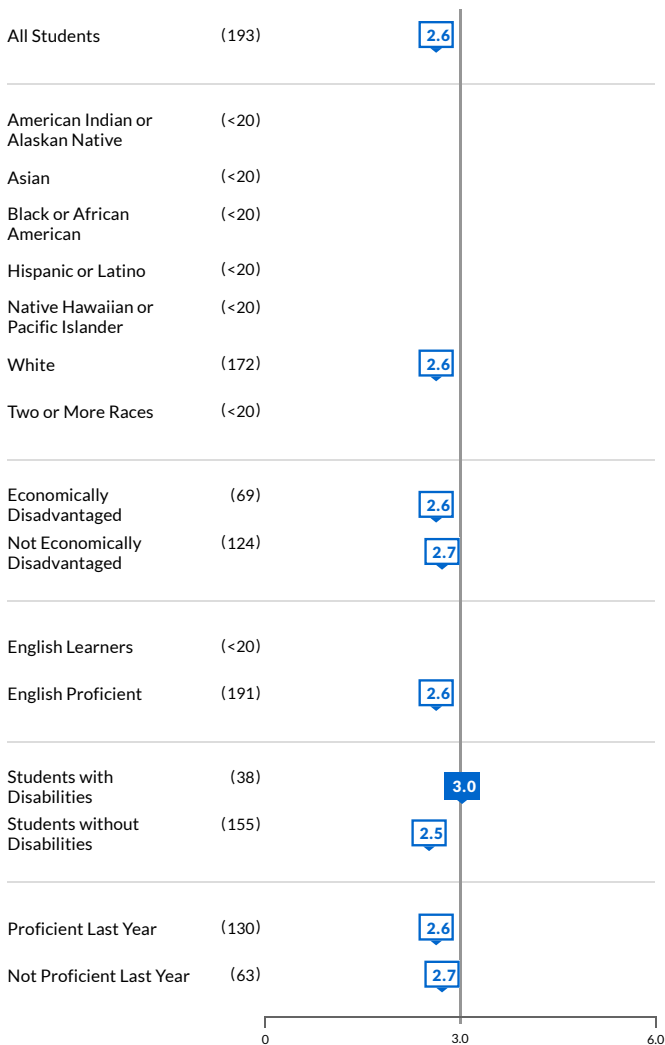 All Students (193) 2.6
American Indian or (<20)
Alaskan Native
Asian (<20)
Black or African (<20)
American
Hispanic or Latino (<20)
Native Hawaiian or (<20)
Pacific Islander
White (172) 2.6
Two or More Races (<20)
Economically (69) 2.6
Disadvantaged
Not Economically (124) 2.7
Disadvantaged
English Learners (<20)
English Proficient (191) 2.6
Students with (38) 3.0
Disabilities
Students without (155) 2.5
Disabilities
Proficient Last Year (130) 2.6
Not Proficient Last Year (63) 2.7
0 3.0 6.0